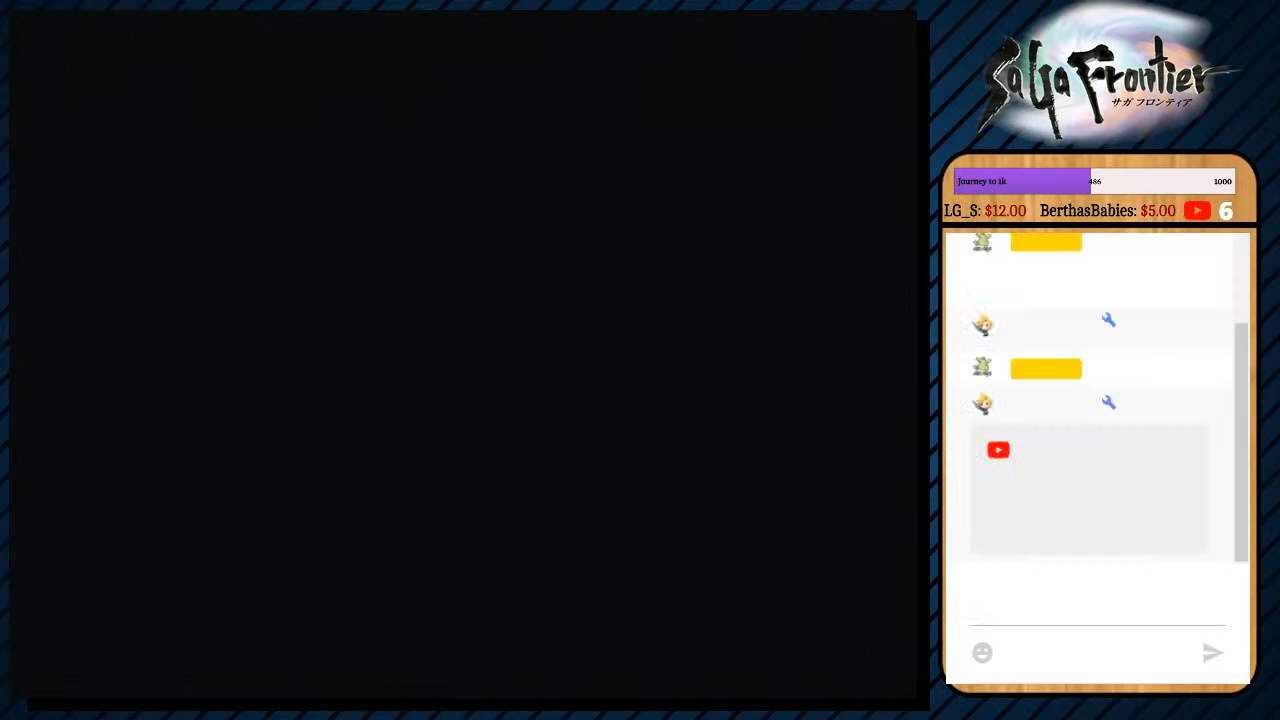 SaGa Frontier
サガ フロンティア
Journey to 1k 486 1000
LG_S: $12.00 BerthasBabies: $5.00 6